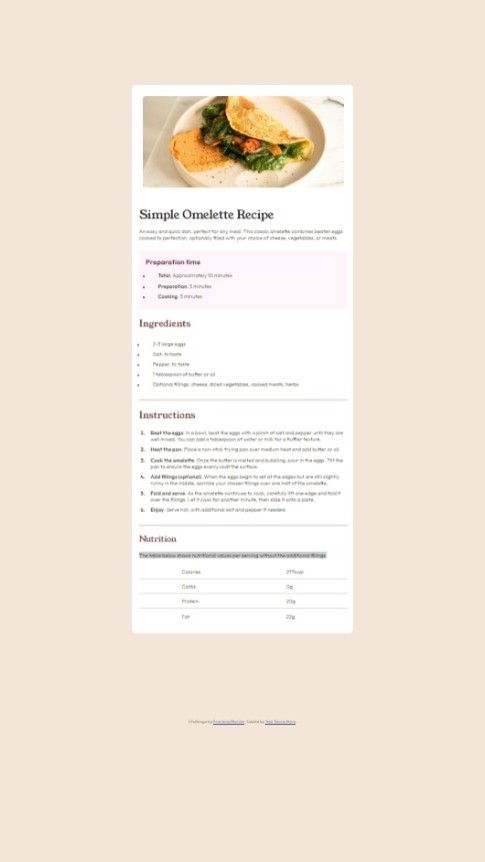 Simple Omelette Recipe
An easy and quick dish, perfect for any meal. This classic omelette combines beaten eggs
cooked to perfection, optionally filled with your choice of cheese, vegetables, or meats.
Preparation time
Total: Approximately 10 minutes
Preparation: 5 minutes
Cooking: 5 minutes
Ingredients
2-3 large eggs
Salt, to taste
Pepper, to taste
1 tablespoon of butter or oil
Optional fillings: cheese, diced vegetables, cooked meats, herbs
Instructions
1. Beat the eggs: In a bowl, beat the eggs with a pinch of salt and pepper until they are
well mixed. You can add a tablespoon of water or milk for a fluffier texture.
2. Heat the pan: Place a non-stick frying pan over medium heat and add butter or oil.
3. Cook the omelette: Once the butter is melted and bubbling, pour in the eggs. Tilt the
pan to ensure the eggs evenly coat the surface.
4. Add fillings (optional): When the eggs begin to set at the edges but are still slightly
runny in the middle, sprinkle your chosen fillings over one half of the omelette.
5. Fold and serve: As the omelette continues to cook, carefully lift one edge and fold it
over the fillings. Let it cook for another minute, then slide it onto a plate.
6. Enjoy: Serve hot, with additional salt and pepper if needed.
Nutrition
The table below shows nutritional values per serving without the additional fillings.
Calories 277kcal
Carbs 0g
Protein 20g
Fat 22g
Challenge by Coded by